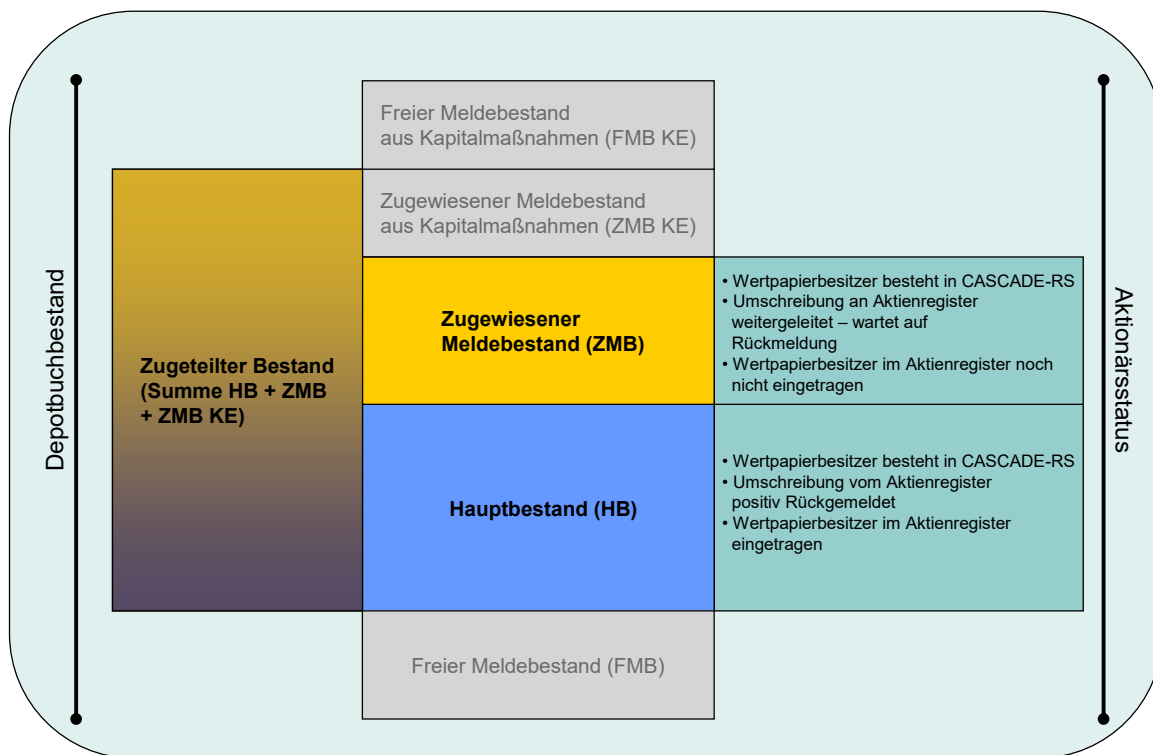 Depotbuchbestand
Freier Meldebestand
aus Kapitalmaßnahmen (FMB KE)
Zugewiesener Meldebestand
aus Kapitalmaßnahmen (ZMB KE)
Zugeteilter Bestand
(Summe HB + ZMB
+ ZMB KE)
Zugewiesener
Meldebestand (ZMB)
• Wertpapierbesitzer besteht in CASCADE-RS
• Umschreibung an Aktienregister
weitergeleitet – wartet auf
Rückmeldung
• Wertpapierbesitzer im Aktienregister noch
nicht eingetragen
Hauptbestand (HB)
• Wertpapierbesitzer besteht in CASCADE-RS
• Umschreibung vom Aktienregister
positiv Rückgemeldet
• Wertpapierbesitzer im Aktienregister
eingetragen
Freier Meldebestand (FMB)
Aktionärsstatus